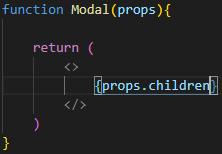 function Modal(props){
return (
<>
{props.children}
</>
)
}